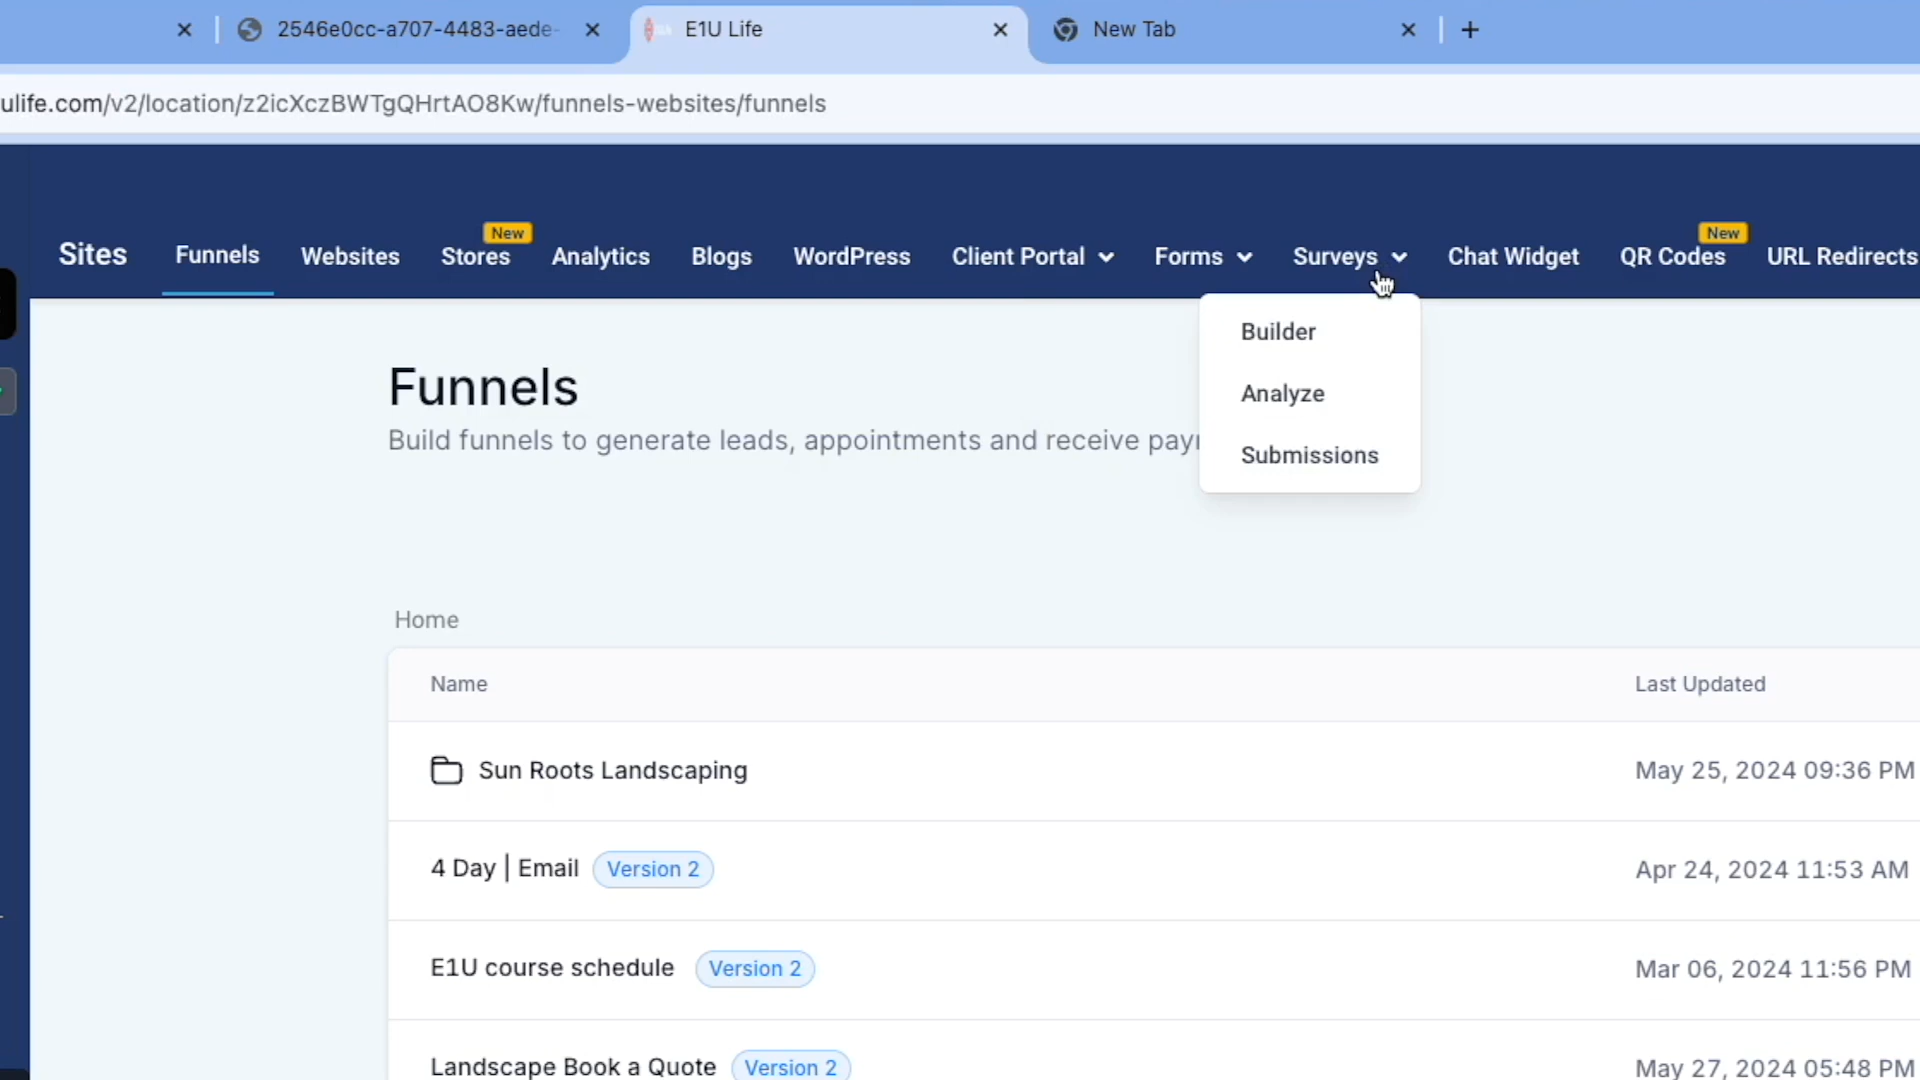 2546e0cc-a707-4483-aede-
E1U Life
New Tab
ulife.com/v2/location/z2icXczBWTgQHrtAO8Kw/funnels-websites/funnels
Sites
Funnels
Websites
Stores
New
Analytics
Blogs
WordPress
Client Portal
Forms
Surveys
Chat Widget
QR Codes
New
URL Redirects
Builder
Analyze
Submissions
Funnels
Build funnels to generate leads, appointments and receive pay
Home
Name
Last Updated
Sun Roots Landscaping
May 25, 2024 09:36 PM
4 Day | Email
Version 2
Apr 24, 2024 11:53 AM
E1U course schedule
Version 2
Mar 06, 2024 11:56 PM
Landscape Book a Quote
Version 2
May 27, 2024 05:48 PM